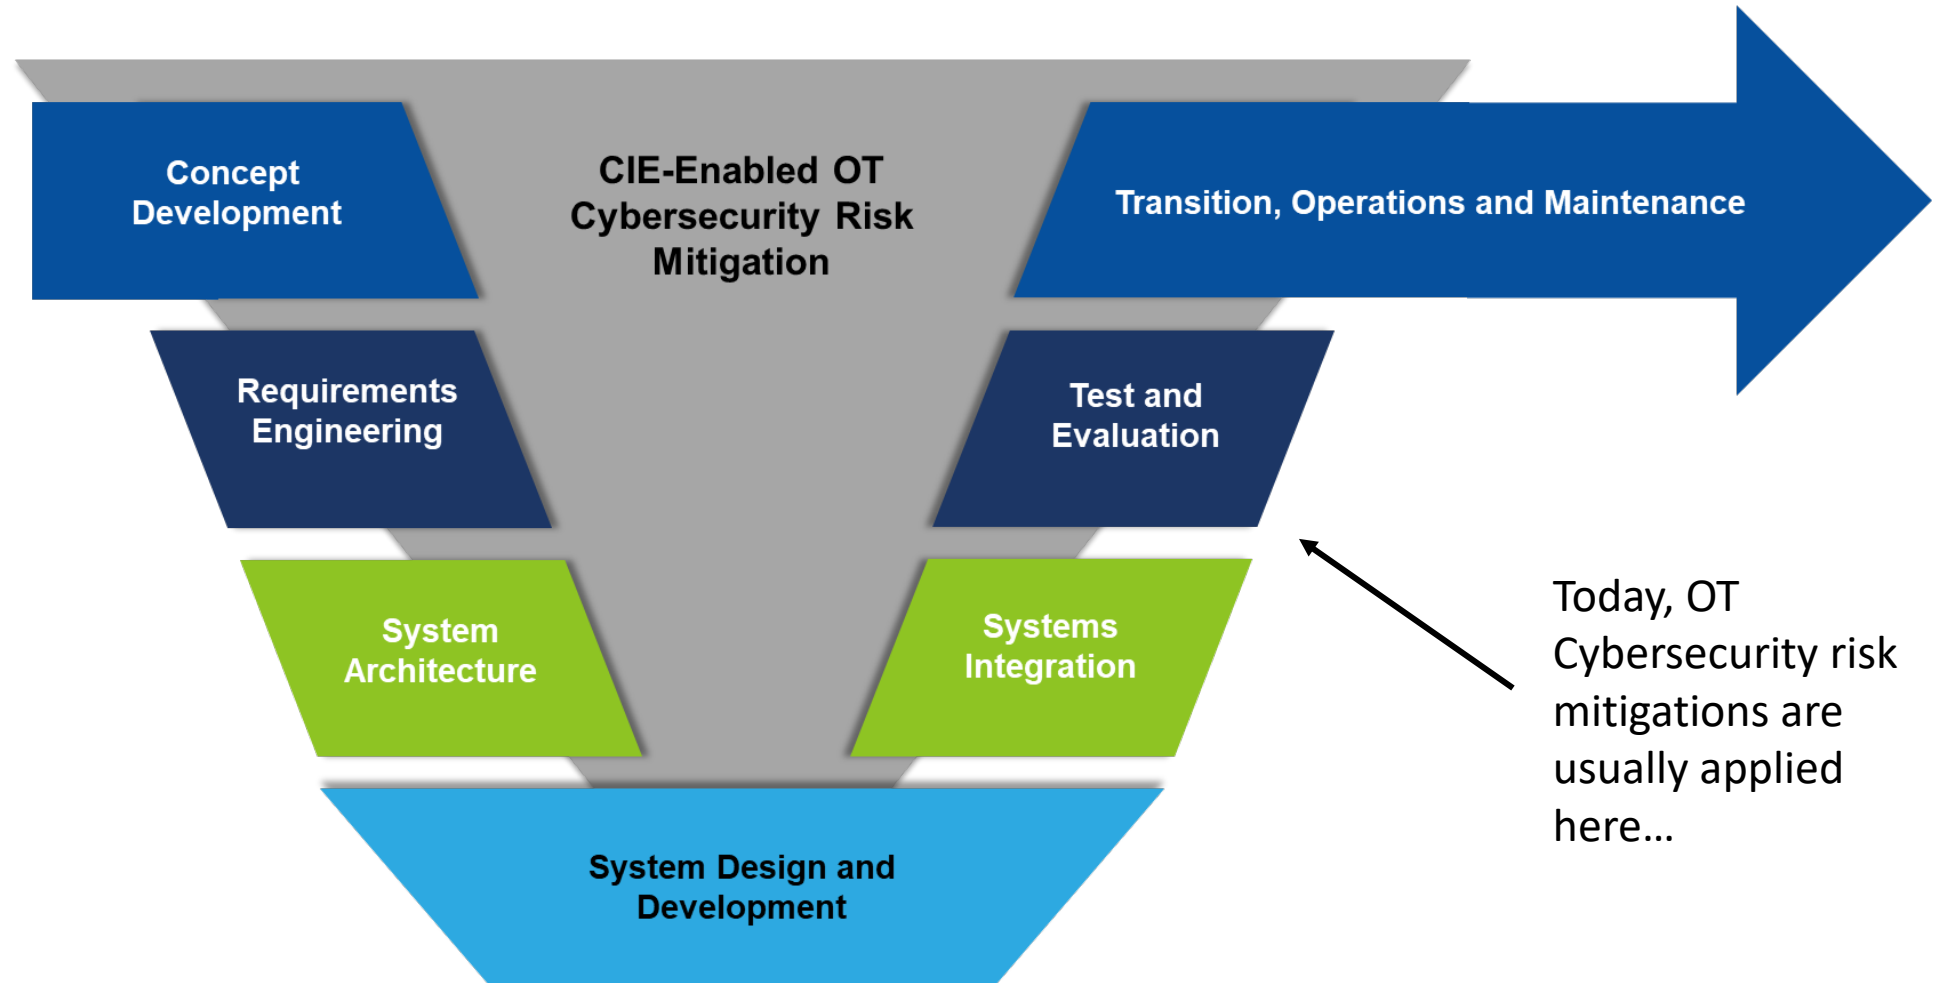 Concept
Development
CIE-Enabled OT
Cybersecurity Risk
Mitigation
Transition, Operations and Maintenance
Requirements
Engineering
Test and
Evaluation
System
Architecture
Systems
Integration
System Design and
Development
Today, OT
Cybersecurity risk
mitigations are
usually applied
here…